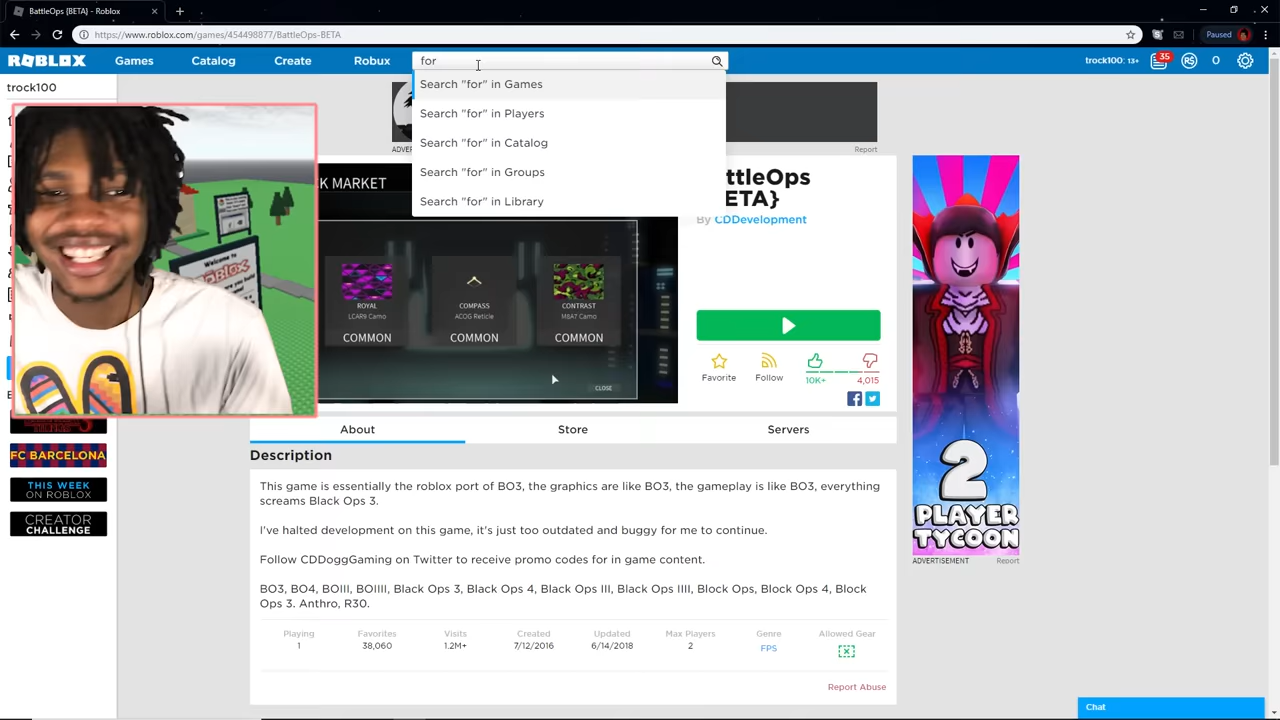 BattleOps {BETA} - Roblox
https://www.roblox.com/games/454498877/BattleOps-BETA
Paused
ROBLOX
Games
Catalog
Create
Robux
for
trock100: 13+
35
0
trock100
Search "for" in Games
Search "for" in Players
Search "for" in Catalog
Search "for" in Groups
Search "for" in Library
Report
K MARKET
ROYAL
LCAR9 Camo
COMMON
COMPASS
ACOG Reticle
COMMON
CONTRAST
M8A7 Camo
COMMON
CLOSE
ROBLOX
ttleOps
ETA}
By CDDevelopment
Favorite
Follow
10K+
4,015
FC BARCELONA
THIS WEEK
ON ROBLOX
CREATOR
CHALLENGE
About
Store
Servers
Description
This game is essentially the roblox port of BO3, the graphics are like BO3, the gameplay is like BO3, everything
screams Black Ops 3.
I've halted development on this game, it's just too outdated and buggy for me to continue.
Follow CDDoggGaming on Twitter to receive promo codes for in game content.
BO3, BO4, BOIII, BOIIII, Black Ops 3, Black Ops 4, Black Ops III, Black Ops IIII, Block Ops, Block Ops 4, Block
Ops 3. Anthro, R30.
Playing
1
Favorites
38,060
Visits
1.2M+
Created
7/12/2016
Updated
6/14/2018
Max Players
2
Genre
FPS
Allowed Gear
Report Abuse
2
PLAYER
TYCOON
ADVERTISEMENT
Report
Chat